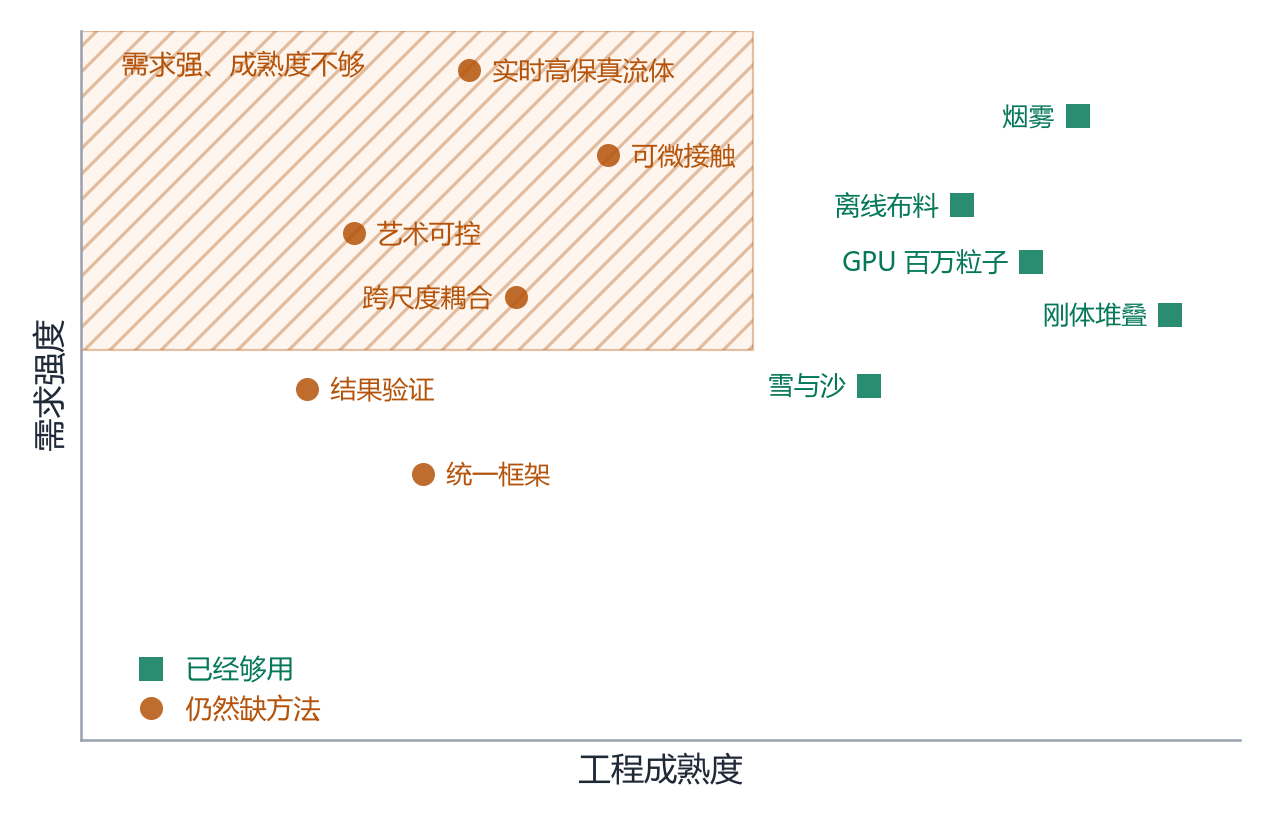 需求强、成熟度不够
实时高保真流体
烟雾
可微接触
离线布料
艺术可控
GPU 百万粒子
跨尺度耦合
刚体堆叠
雪与沙
结果验证
统一框架
需求强度
已经够用
仍然缺方法
工程成熟度